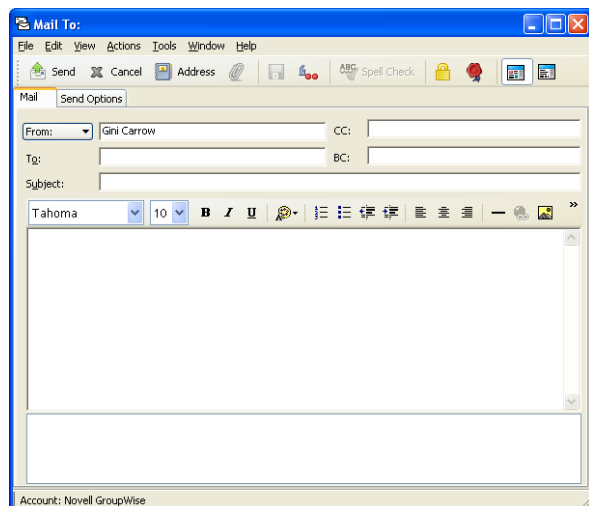 Mail To:
File Edit View Actions Tools Window Help
Send Cancel Address ABC Spell Check
Mail Send Options
From: Gini Carrow CC:
To: BC:
Subject:
Tahoma 10 B I U »
Account: Novell GroupWise